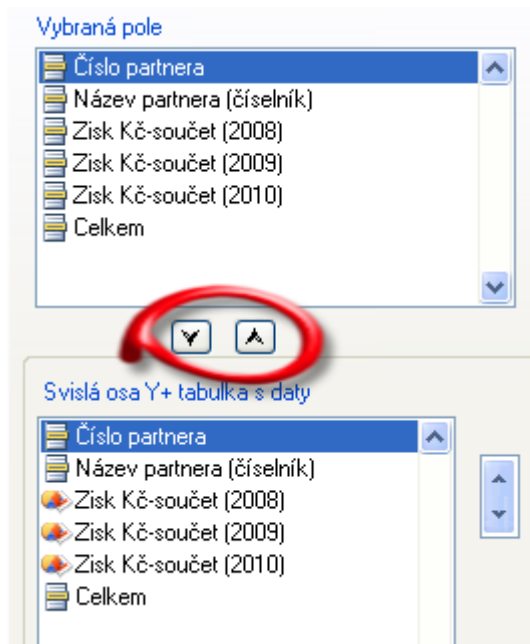 Vybraná pole
Číslo partnera
Název partnera (číselník)
Zisk Kč-součet (2008)
Zisk Kč-součet (2009)
Zisk Kč-součet (2010)
Celkem
Svislá osa Y+ tabulka s daty
Číslo partnera
Název partnera (číselník)
Zisk Kč-součet (2008)
Zisk Kč-součet (2009)
Zisk Kč-součet (2010)
Celkem